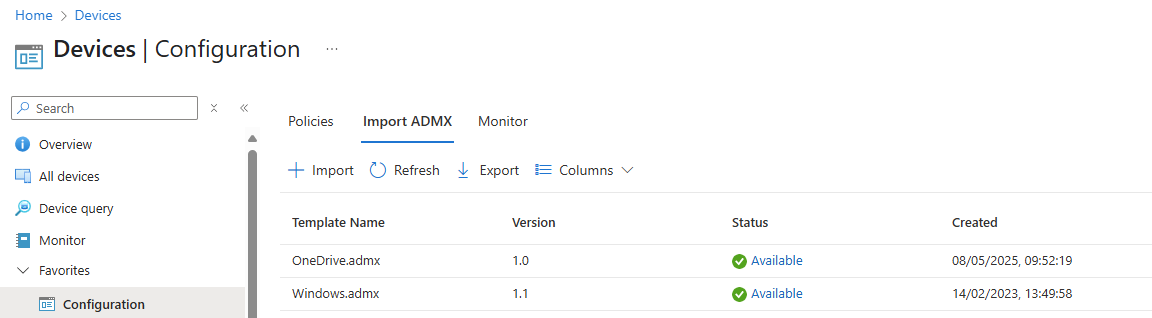 Home > Devices
Devices | Configuration ...
Search
Overview
All devices
Device query
Monitor
Favorites
Configuration
Policies Import ADMX Monitor
Import Refresh Export Columns
Template Name Version Status Created
OneDrive.admx 1.0 Available 08/05/2025, 09:52:19
Windows.admx 1.1 Available 14/02/2023, 13:49:58